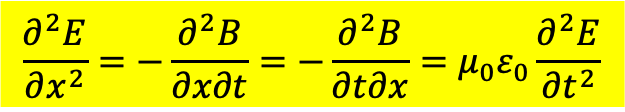 ∂²E/∂x² = −∂²B/∂x∂t = −∂²B/∂t∂x = μ₀ε₀ ∂²E/∂t²